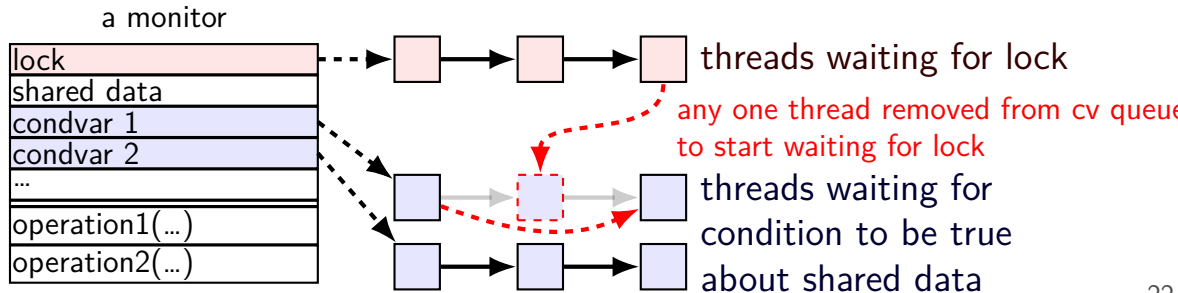 a monitor
lock
shared data
condvar 1
condvar 2
...
operation1(...)
operation2(...)
threads waiting for lock
any one thread removed from cv queue
to start waiting for lock
threads waiting for
condition to be true
about shared data